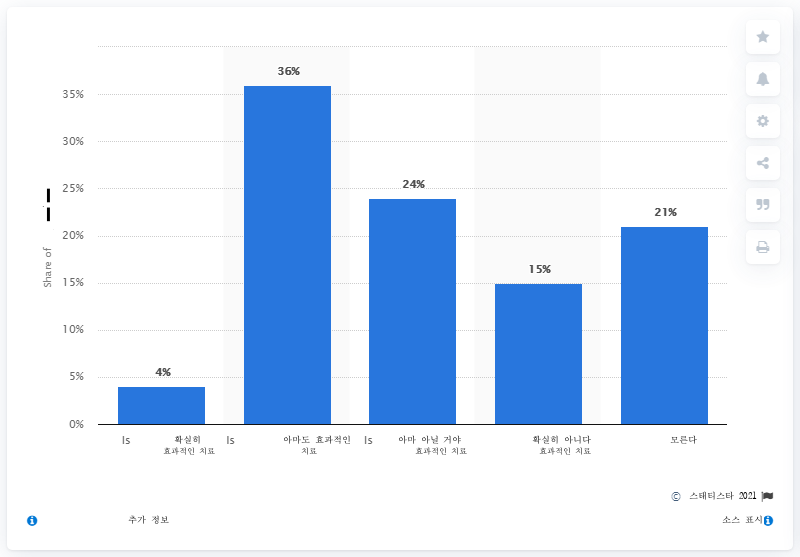 36%
35%
30%
24%
25%
21%
20%
Share of
15%
15%
10%
4%
5%
0%
Is 확실히 Is 아마도 효과적인 Is 아마 아닐 거야 확실히 아니다 모른다
효과적인 치료 치료 효과적인 치료 효과적인 치료
© 스태티스타 2021
추가 정보 소스 표시